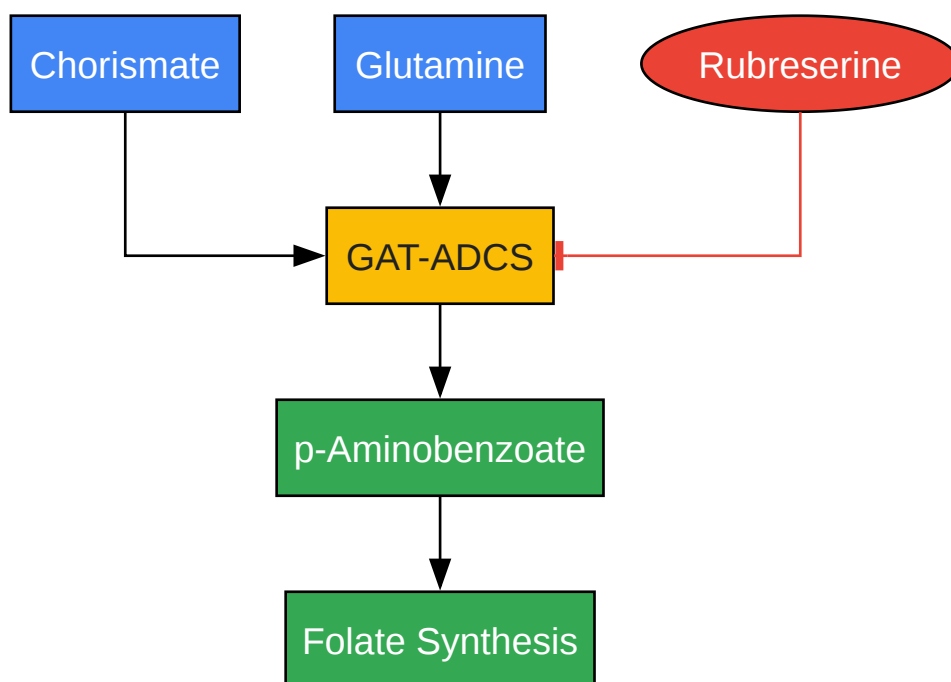 Chorismate
Glutamine
Rubreserine
GAT-ADCS
p-Aminobenzoate
Folate Synthesis